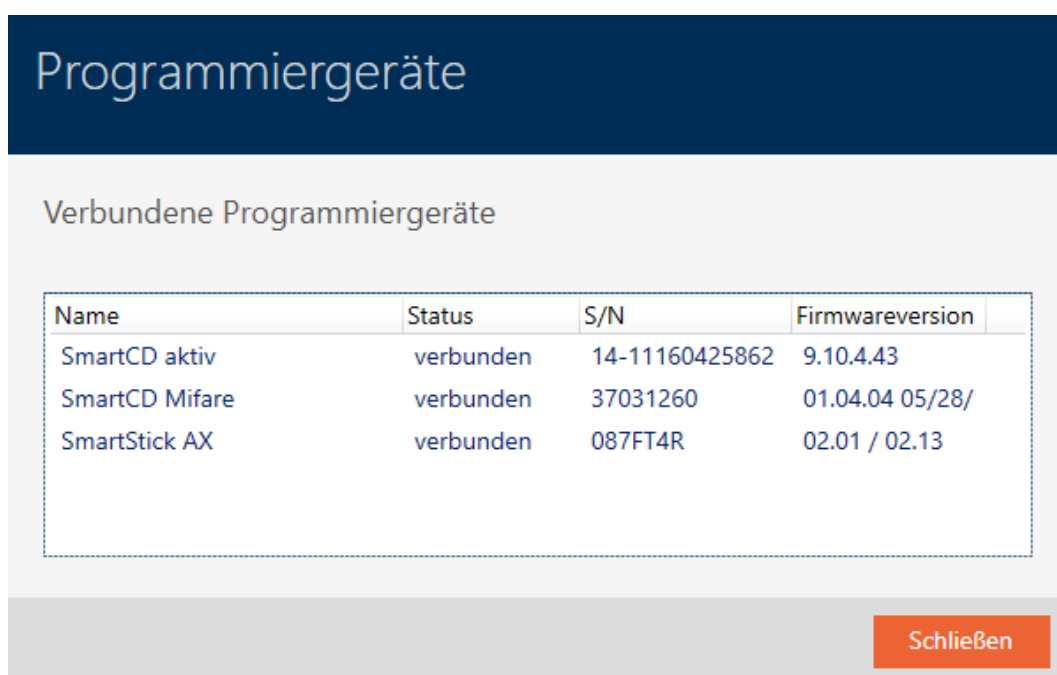 Programmiergeräte
Verbundene Programmiergeräte
Name Status S/N Firmwareversion
SmartCD aktiv verbunden 14-11160425862 9.10.4.43
SmartCD Mifare verbunden 37031260 01.04.04 05/28/
SmartStick AX verbunden 087FT4R 02.01 / 02.13
Schließen